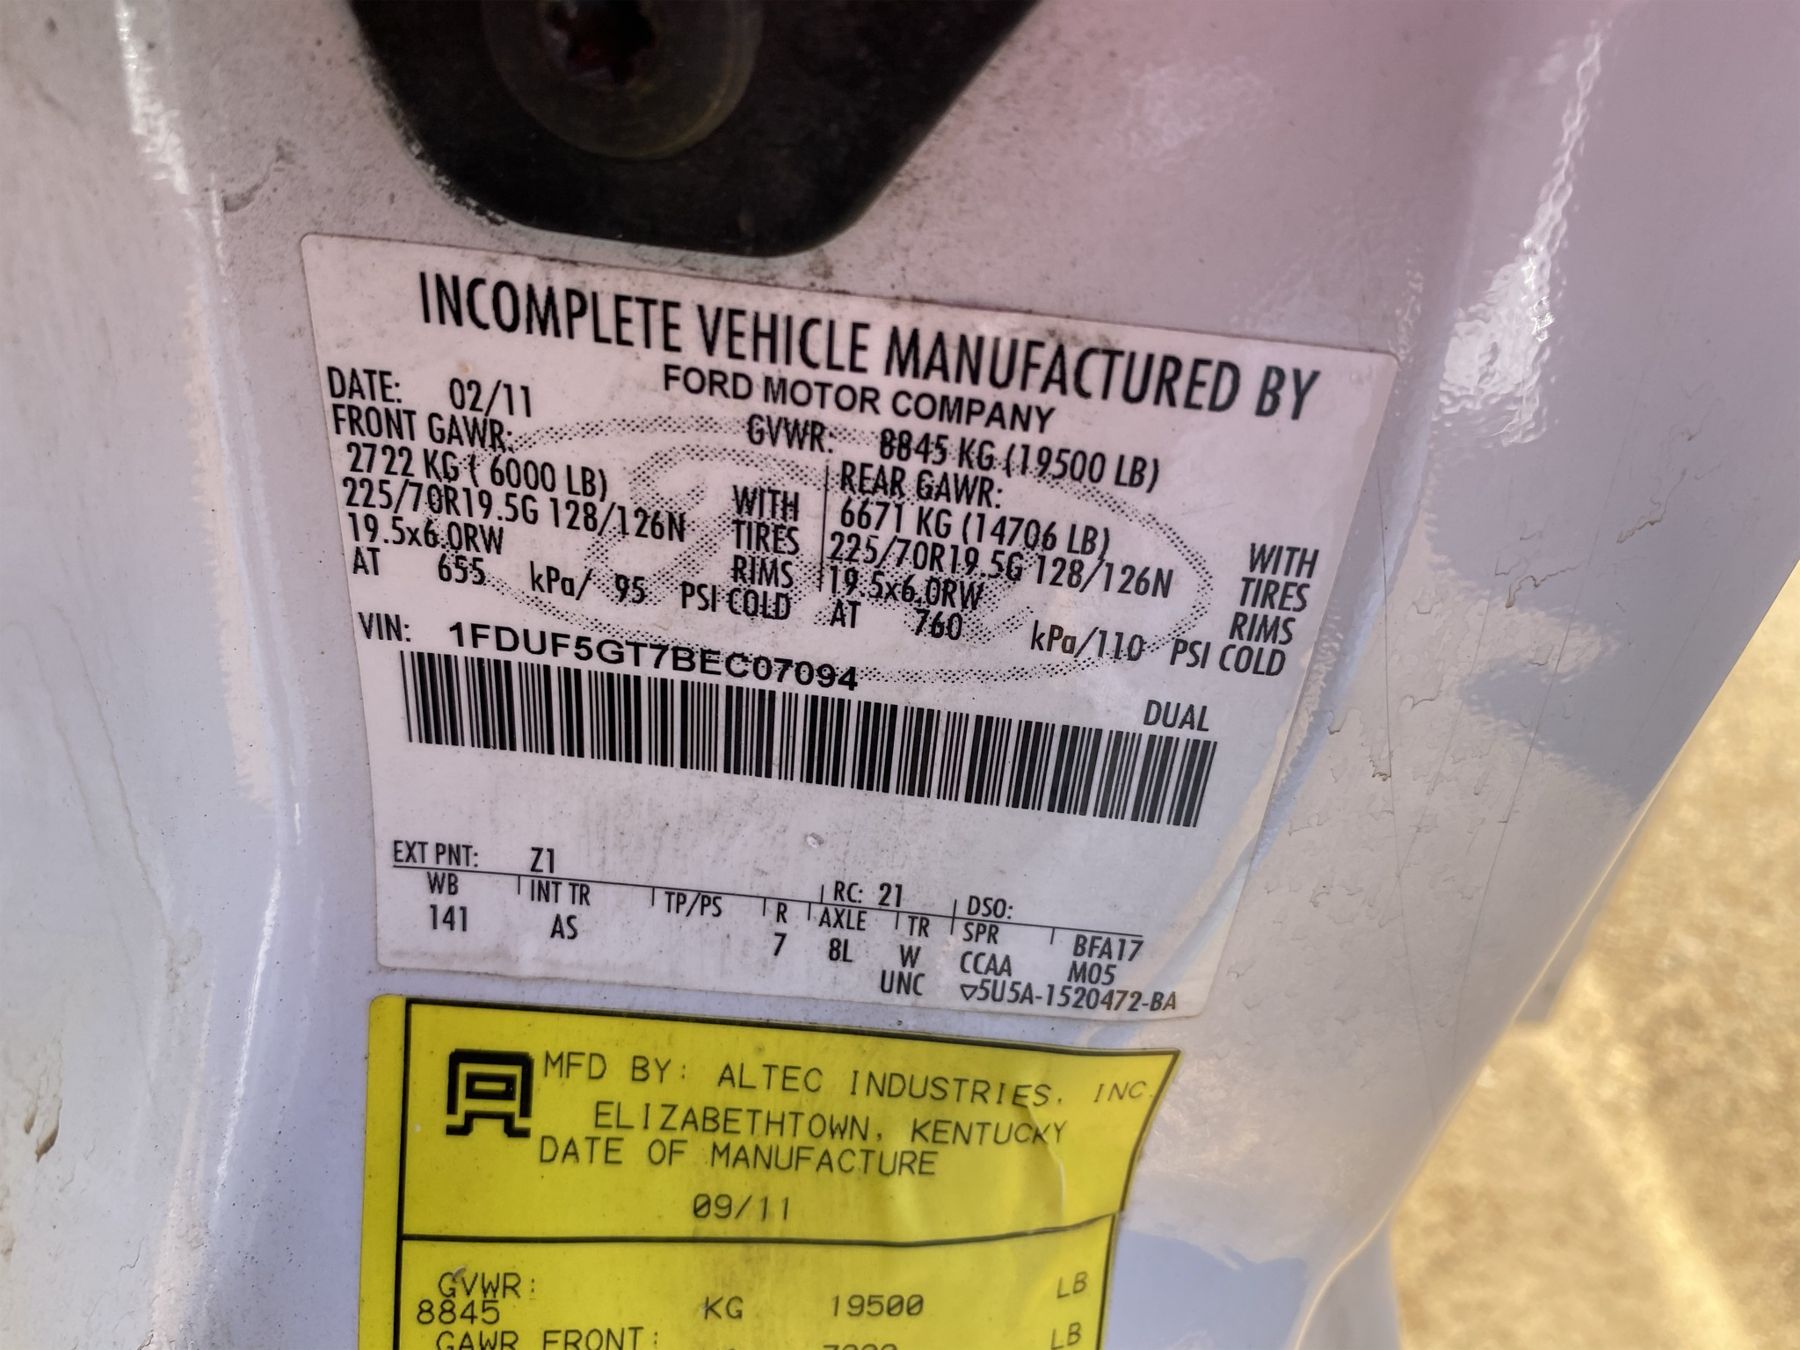 INCOMPLETE VEHICLE MANUFACTURED BY
FORD MOTOR COMPANY
DATE: 02/11 GVWR: 8845 KG (19500 LB)
FRONT GAWR: REAR GAWR:
2722 KG ( 6000 LB) WITH 6671 KG (14706 LB) WITH
225/70R19.5G 128/126N TIRES 225/70R19.5G 128/126N TIRES
19.5x6.0RW RIMS 19.5x6.0RW RIMS
AT 655 kPa/ 95 PSI COLD AT 760 kPa/110 PSI COLD
VIN: 1FDUF5GT7BEC07094
DUAL
EXT PNT: Z1 RC: 21 DSO:
WB INT TR TP/PS R AXLE TR SPR BFA17
141 AS 7 8L W CCAA M05
UNC ▽5U5A-1520472-BA
MFD BY: ALTEC INDUSTRIES, INC.
ELIZABETHTOWN, KENTUCKY
DATE OF MANUFACTURE
09/11
GVWR:
8845 KG 19500 LB
GAWR FRONT:
LB